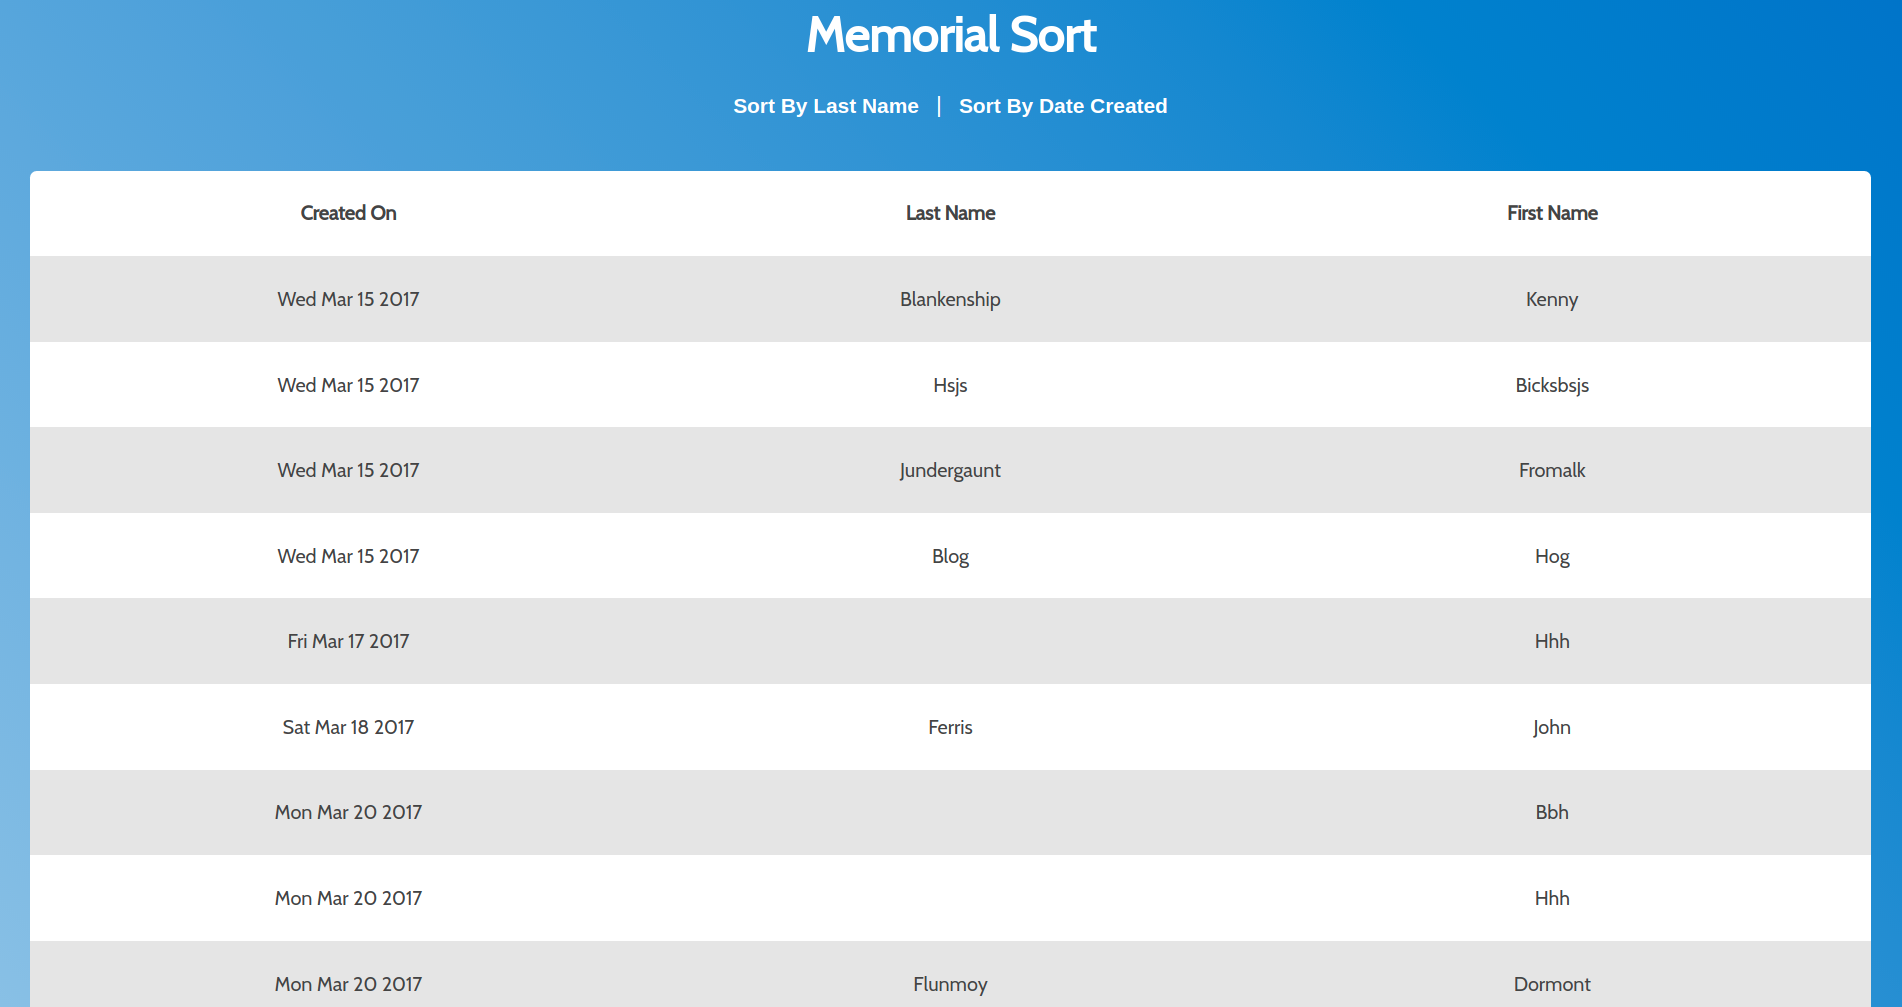 Memorial Sort
Sort By Last Name | Sort By Date Created
Created On Last Name First Name
Wed Mar 15 2017 Blankenship Kenny
Wed Mar 15 2017 Hsjs Bicksbsjs
Wed Mar 15 2017 Jundergaunt Fromalk
Wed Mar 15 2017 Blog Hog
Fri Mar 17 2017 Hhh
Sat Mar 18 2017 Ferris John
Mon Mar 20 2017 Bbh
Mon Mar 20 2017 Hhh
Mon Mar 20 2017 Flunmoy Dormont